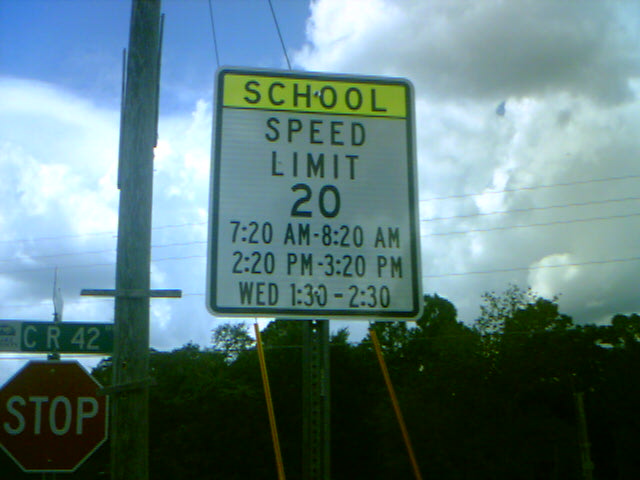 SCHOOL
SPEED
LIMIT
20
7:20 AM-8:20 AM
2:20 PM-3:20 PM
WED 1:30-2:30
C R 42
STOP